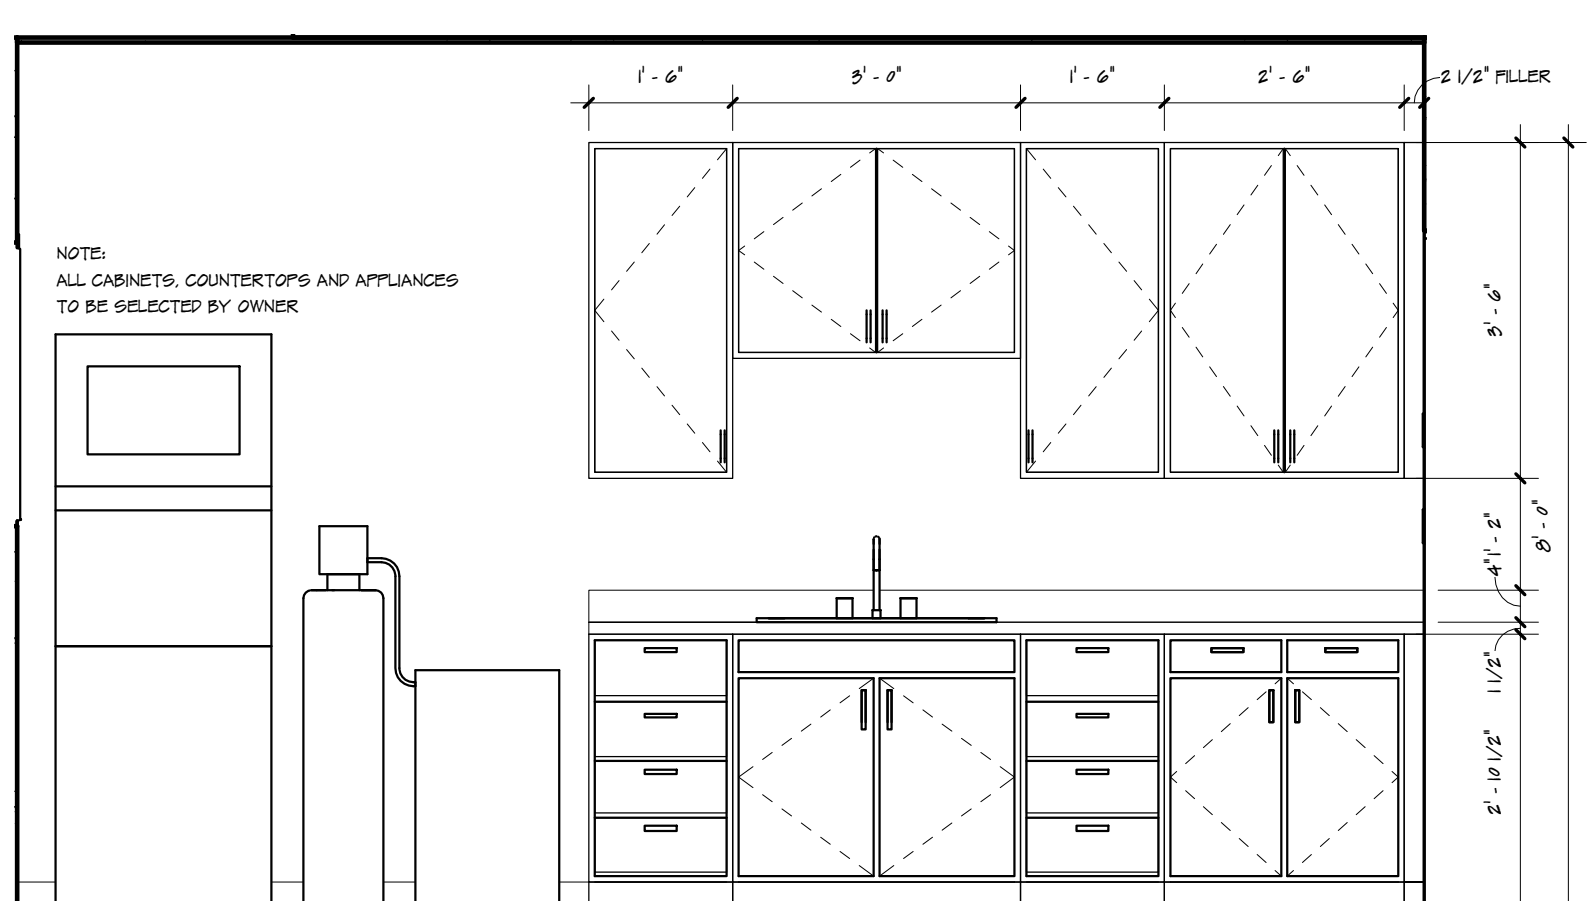 1' - 6"
3' - 0"
1' - 6"
2' - 6"
2 1/2" FILLER
NOTE:
ALL CABINETS, COUNTERTOPS AND APPLIANCES
TO BE SELECTED BY OWNER
3' - 6"
1' - 2"
4"
8' - 0"
1 1/2"
2' - 10 1/2"